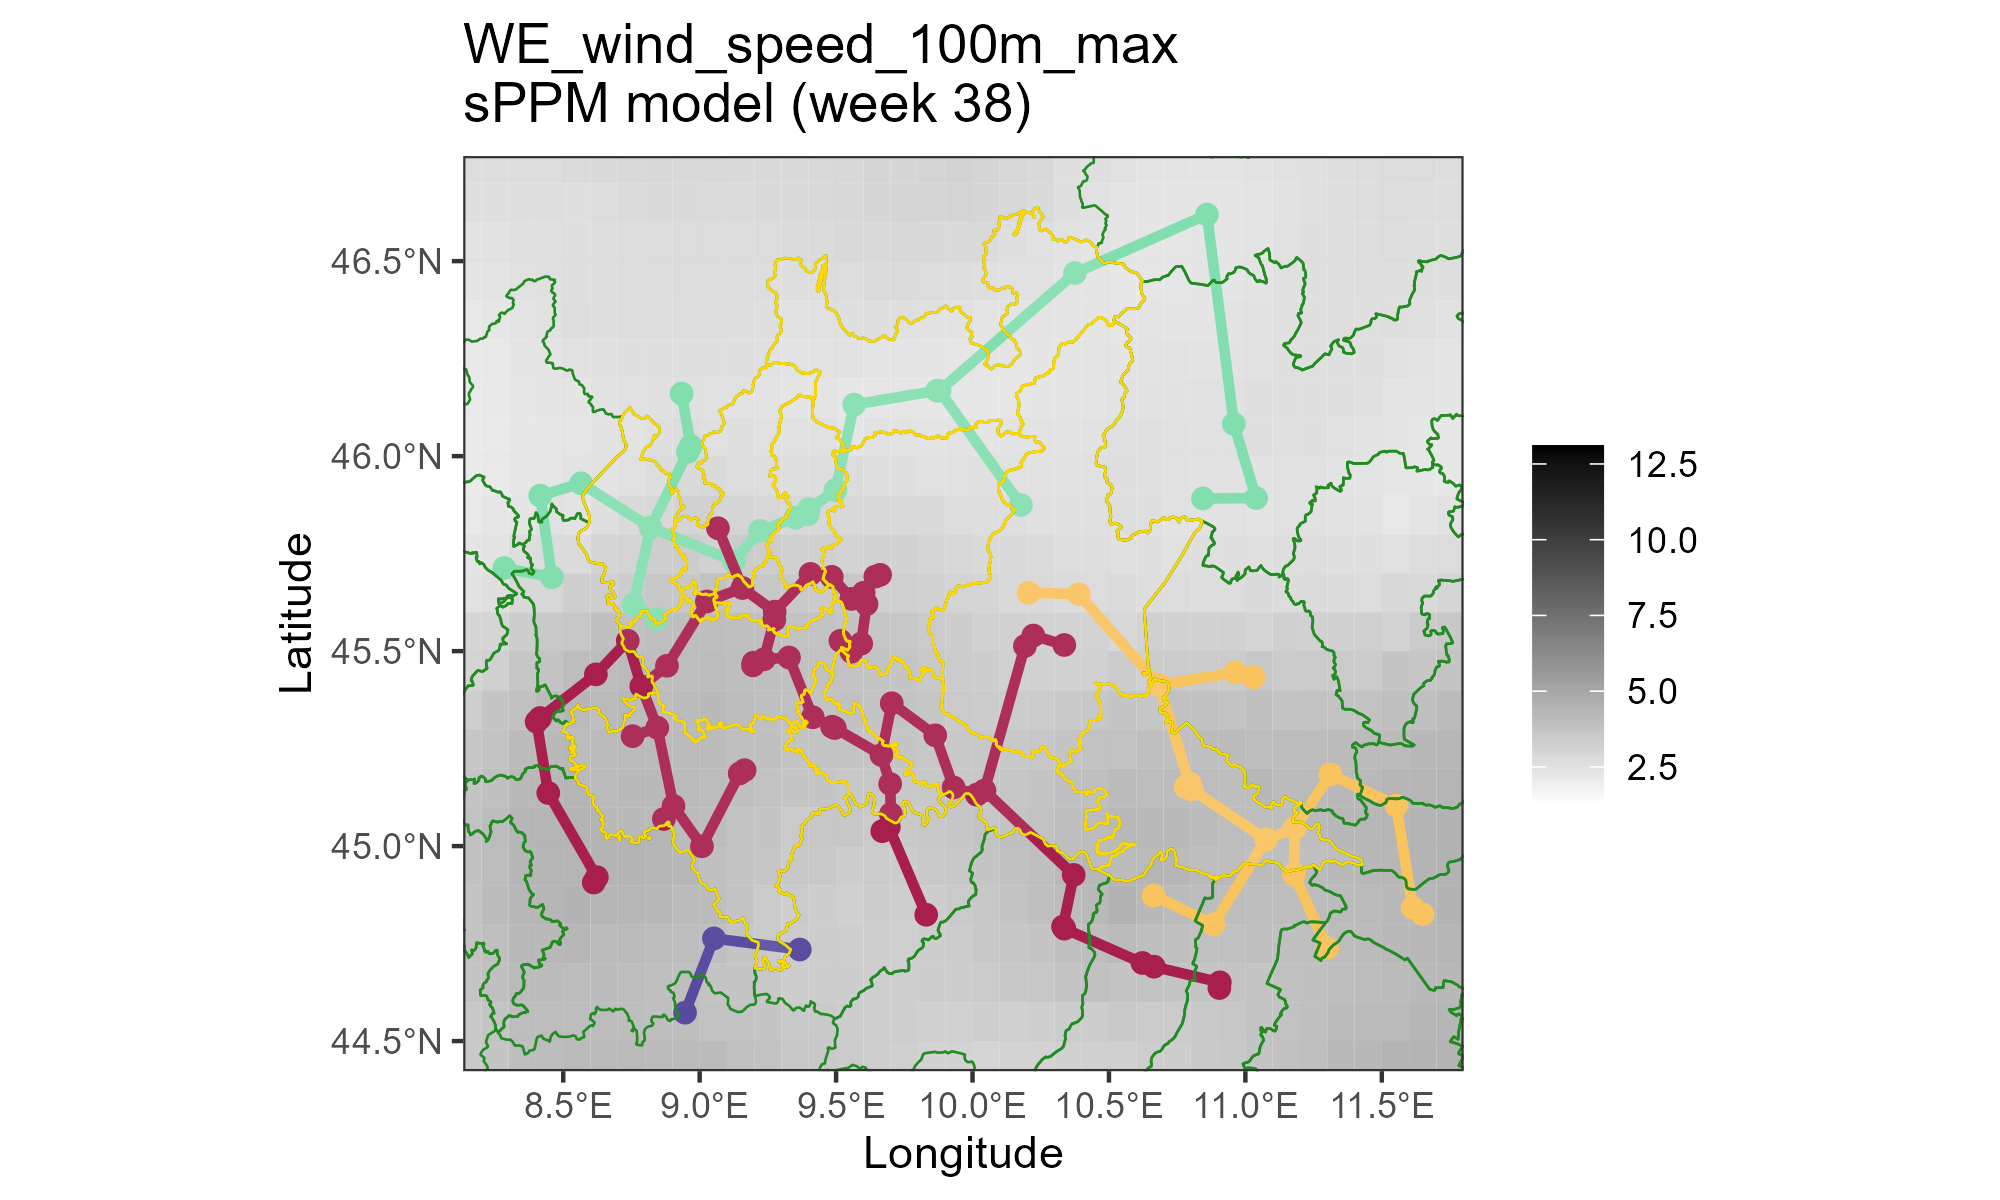 WE_wind_speed_100m_max
sPPM model (week 38)
46.5°N
46.0°N
45.5°N
45.0°N
44.5°N
Latitude
8.5°E
9.0°E
9.5°E
10.0°E
10.5°E
11.0°E
11.5°E
Longitude
12.5
10.0
7.5
5.0
2.5